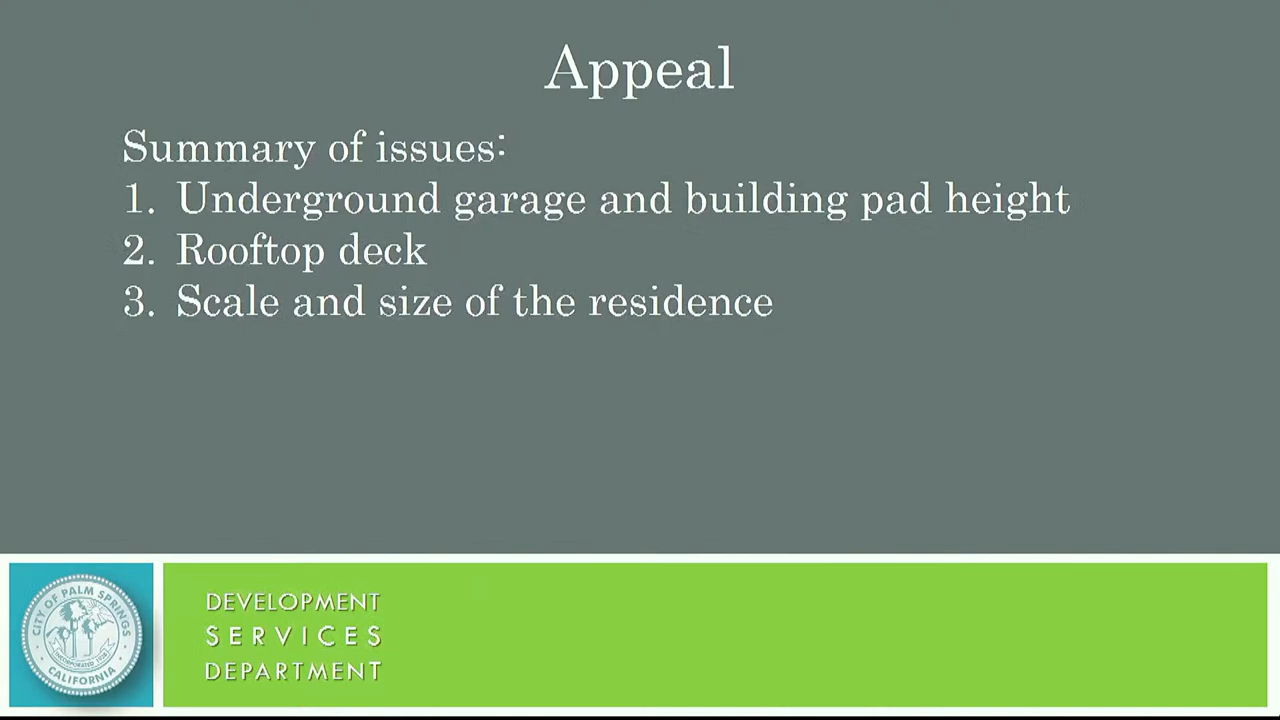 Appeal
Summary of issues:
1. Underground garage and building pad height
2. Rooftop deck
3. Scale and size of the residence
CITY OF PALM SPRINGS
CALIFORNIA
DEVELOPMENT
SERVICES
DEPARTMENT